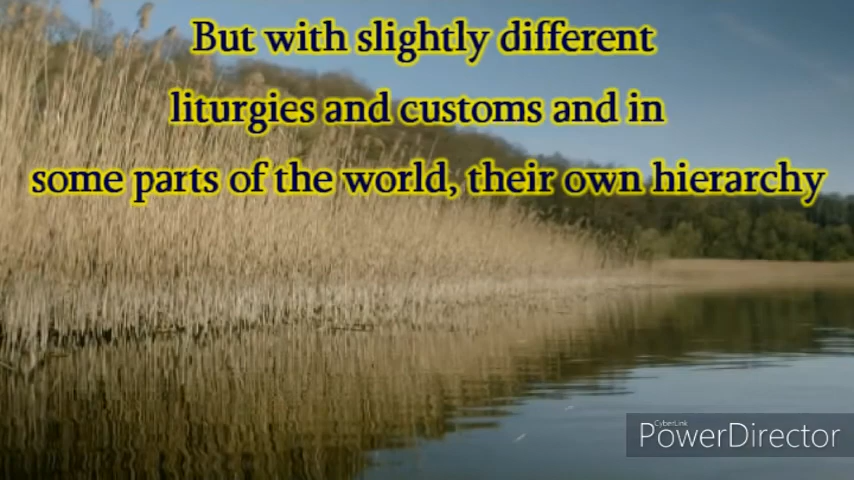 But with slightly different
liturgies and customs and in
some parts of the world, their own hierarchy
CyberLink
PowerDirector